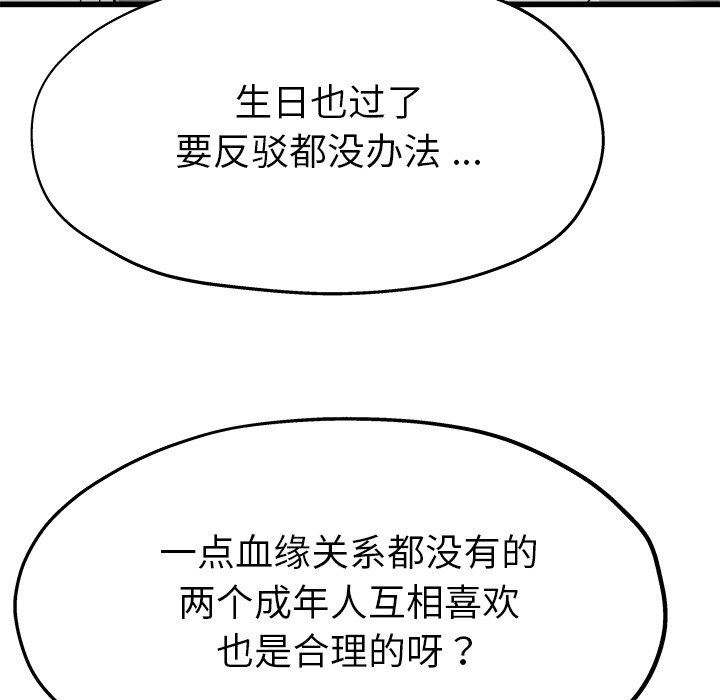 生日也过了
要反驳都没办法...
一点血缘关系都没有的
两个成年人互相喜欢
也是合理的呀？